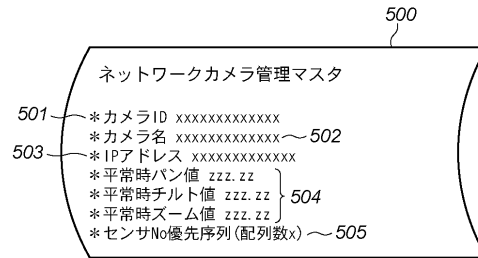 500
ネットワークカメラ管理マスタ
501 *カメラID xxxxxxxxxxxxx
*カメラ名 xxxxxxxxxxxxx 502
503 *IPアドレス xxxxxxxxxxxxx
*平常時パン値 zzz.zz
*平常時チルト値 zzz.zz 504
*平常時ズーム値 zzz.zz
*センサNo優先序列(配列数x) 505